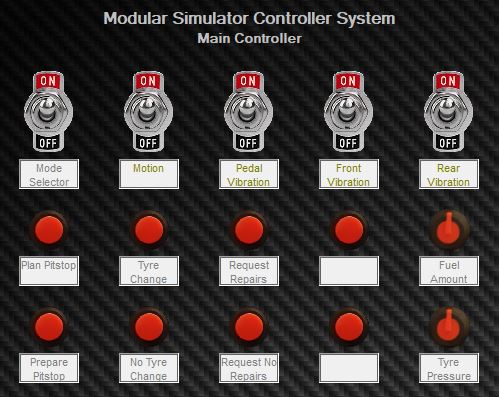 Modular Simulator Controller System
Main Controller
ON ON ON ON ON
OFF OFF OFF OFF OFF
Mode Selector
Motion
Pedal Vibration
Front Vibration
Rear Vibration
Plan Pitstop
Tyre Change
Request Repairs
Fuel Amount
Prepare Pitstop
No Tyre Change
Request No Repairs
Tyre Pressure